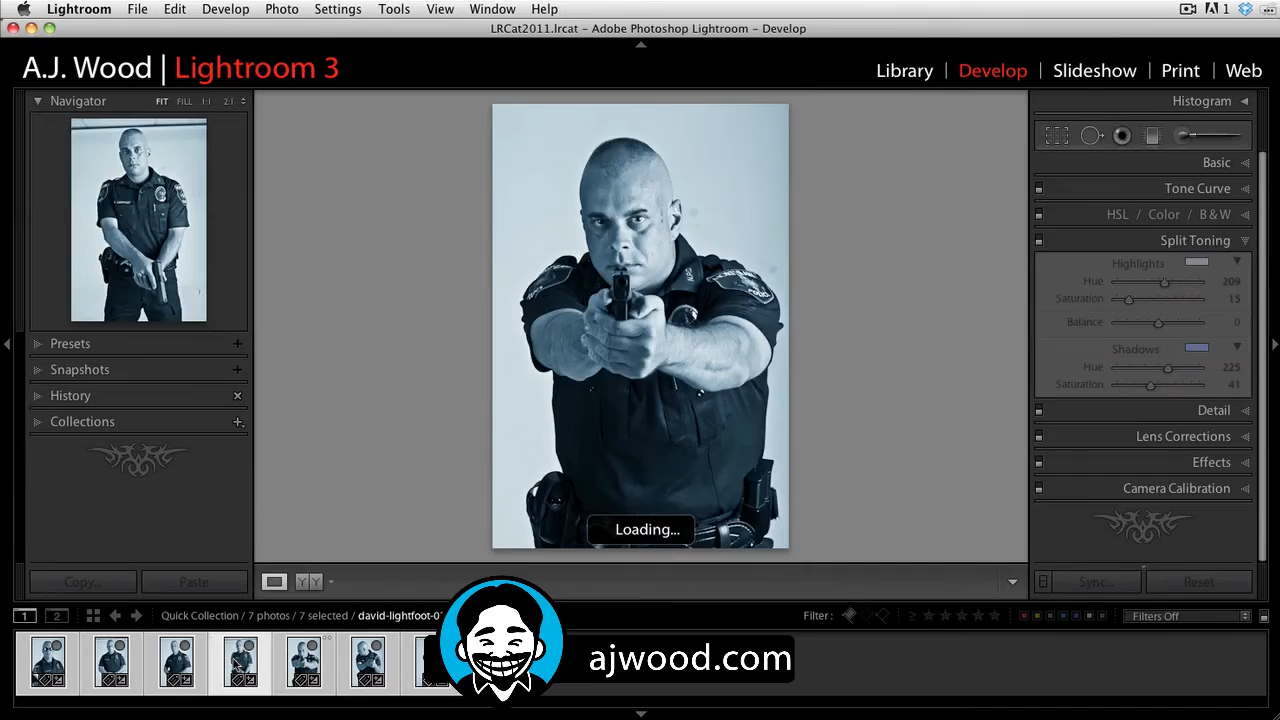 Lightroom File Edit Develop Photo Settings Tools View Window Help 1
LRCat2011.lrcat – Adobe Photoshop Lightroom – Develop
A.J. Wood | Lightroom 3
Library | Develop | Slideshow | Print | Web
Navigator FIT FILL 1:1 2:1
Presets
Snapshots
History
Collections
Copy... Paste
Loading...
Histogram
Basic
Tone Curve
HSL / Color / B & W
Split Toning
Highlights
Hue 209
Saturation 15
Balance 0
Shadows
Hue 225
Saturation 41
Detail
Lens Corrections
Effects
Camera Calibration
Sync... Reset
Y Y
1 2 Quick Collection / 7 photos / 7 selected / david-lightfoot-0
Filter : Filters Off
ajwood.com